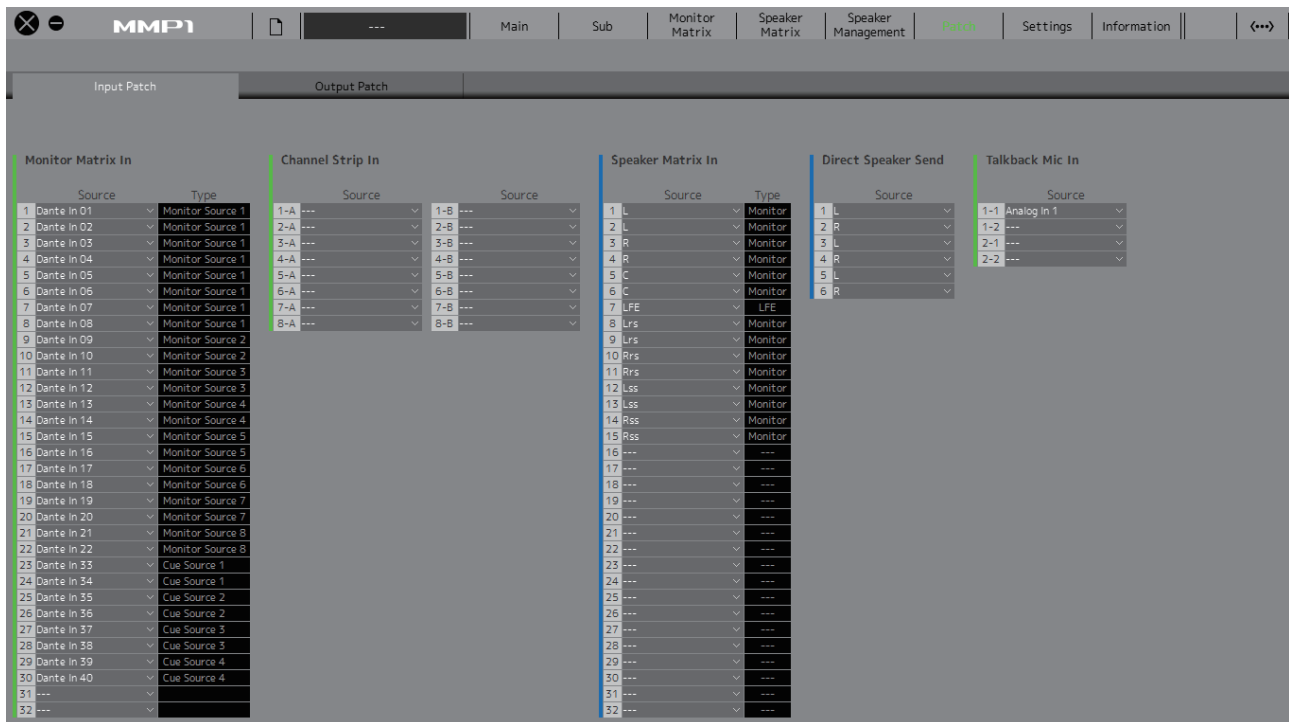 MMP1
---
Main
Sub
Monitor Matrix
Speaker Matrix
Speaker Management
Patch
Settings
Information
Input Patch
Output Patch
Monitor Matrix In
Source Type
1 Dante In 01 Monitor Source 1
2 Dante In 02 Monitor Source 1
3 Dante In 03 Monitor Source 1
4 Dante In 04 Monitor Source 1
5 Dante In 05 Monitor Source 1
6 Dante In 06 Monitor Source 1
7 Dante In 07 Monitor Source 1
8 Dante In 08 Monitor Source 1
9 Dante In 09 Monitor Source 2
10 Dante In 10 Monitor Source 2
11 Dante In 11 Monitor Source 3
12 Dante In 12 Monitor Source 3
13 Dante In 13 Monitor Source 4
14 Dante In 14 Monitor Source 4
15 Dante In 15 Monitor Source 5
16 Dante In 16 Monitor Source 5
17 Dante In 17 Monitor Source 6
18 Dante In 18 Monitor Source 6
19 Dante In 19 Monitor Source 7
20 Dante In 20 Monitor Source 7
21 Dante In 21 Monitor Source 8
22 Dante In 22 Monitor Source 8
23 Dante In 33 Cue Source 1
24 Dante In 34 Cue Source 1
25 Dante In 35 Cue Source 2
26 Dante In 36 Cue Source 2
27 Dante In 37 Cue Source 3
28 Dante In 38 Cue Source 3
29 Dante In 39 Cue Source 4
30 Dante In 40 Cue Source 4
31 ---
32 ---
Channel Strip In
Source Source
1-A --- 1-B ---
2-A --- 2-B ---
3-A --- 3-B ---
4-A --- 4-B ---
5-A --- 5-B ---
6-A --- 6-B ---
7-A --- 7-B ---
8-A --- 8-B ---
Speaker Matrix In
Source Type
1 L Monitor
2 L Monitor
3 R Monitor
4 R Monitor
5 C Monitor
6 C Monitor
7 LFE LFE
8 Lrs Monitor
9 Lrs Monitor
10 Rrs Monitor
11 Rrs Monitor
12 Lss Monitor
13 Lss Monitor
14 Rss Monitor
15 Rss Monitor
16 --- ---
17 --- ---
18 --- ---
19 --- ---
20 --- ---
21 --- ---
22 --- ---
23 --- ---
24 --- ---
25 --- ---
26 --- ---
27 --- ---
28 --- ---
29 --- ---
30 --- ---
31 --- ---
32 --- ---
Direct Speaker Send
Source
1 L
2 R
3 L
4 R
5 L
6 R
Talkback Mic In
Source
1-1 Analog In 1
1-2 ---
2-1 ---
2-2 ---